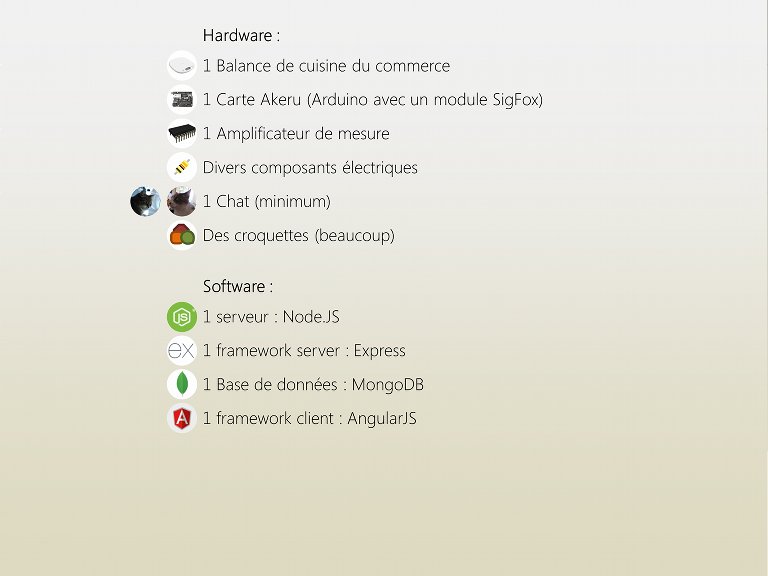 Hardware :
1 Balance de cuisine du commerce
1 Carte Akeru (Arduino avec un module SigFox)
1 Amplificateur de mesure
Divers composants électriques
1 Chat (minimum)
Des croquettes (beaucoup)
Software :
JS
1 serveur : Node.JS
ex
1 framework server : Express
1 Base de données : MongoDB
A
1 framework client : AngularJS